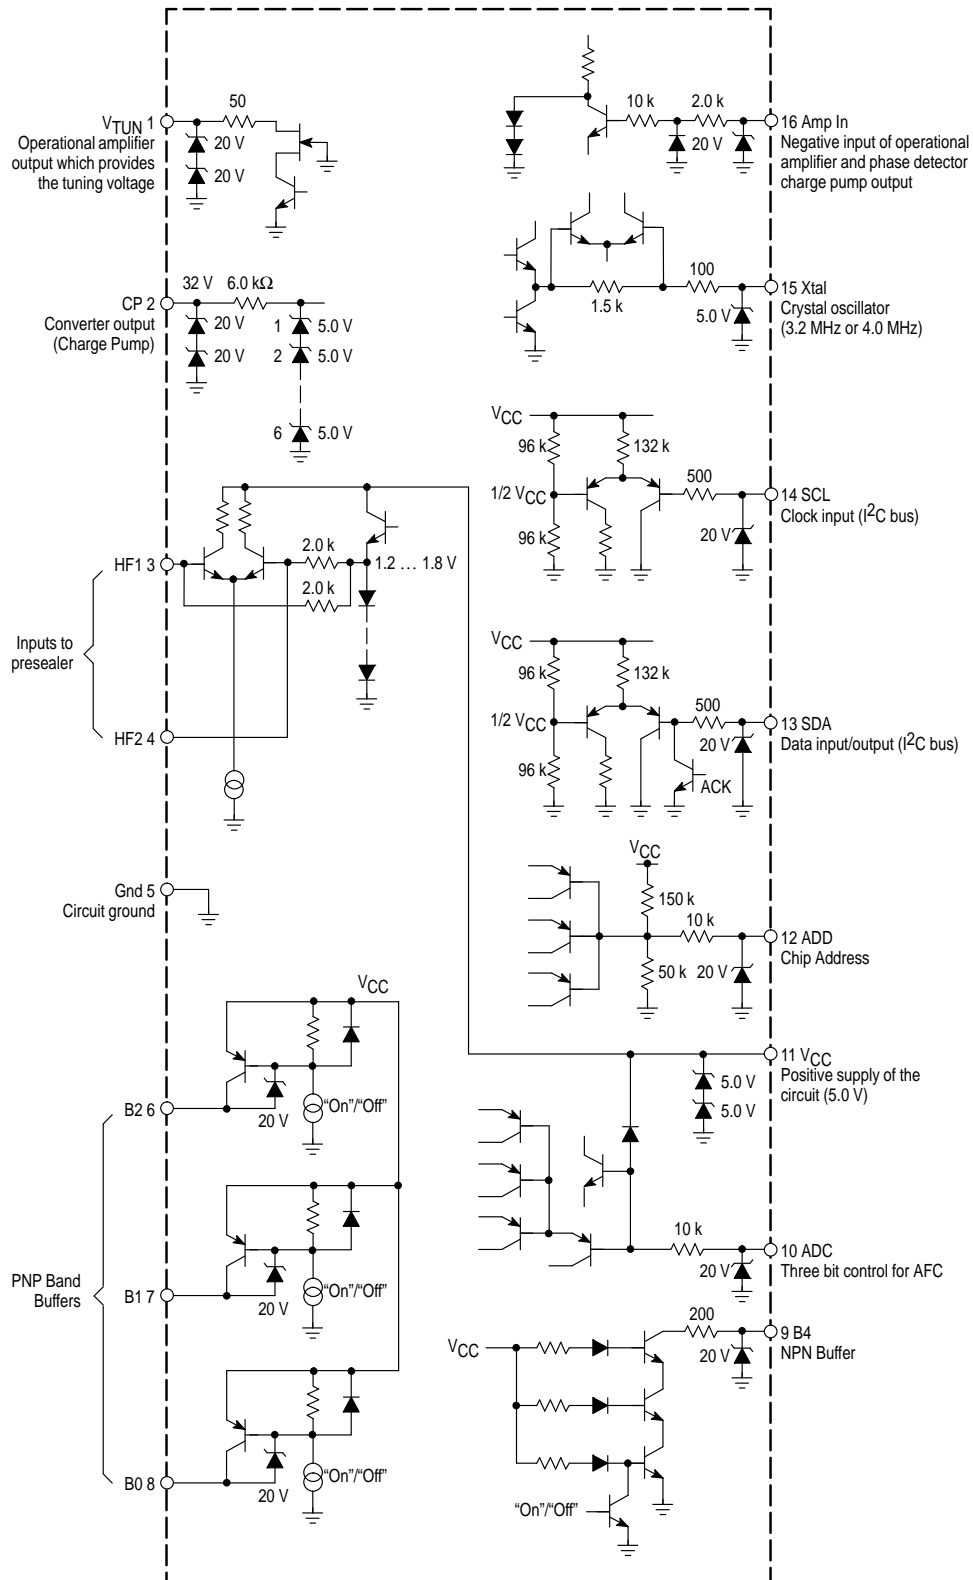 VTUN 1
Operational amplifier
output which provides
the tuning voltage
50
20 V
20 V
CP 2
Converter output
(Charge Pump)
32 V
6.0 kΩ
20 V
20 V
1
5.0 V
2
5.0 V
6
5.0 V
HF1 3
2.0 k
2.0 k
1.2 ... 1.8 V
Inputs to
presealer
HF2 4
Gnd 5
Circuit ground
VCC
B2 6
20 V
“On”/“Off”
PNP Band
Buffers
B1 7
20 V
“On”/“Off”
B0 8
20 V
“On”/“Off”
10 k
2.0 k
20 V
16 Amp In
Negative input of operational
amplifier and phase detector
charge pump output
100
1.5 k
5.0 V
15 Xtal
Crystal oscillator
(3.2 MHz or 4.0 MHz)
VCC
96 k
132 k
1/2 VCC
500
96 k
20 V
14 SCL
Clock input (I2C bus)
VCC
96 k
132 k
1/2 VCC
500
96 k
20 V
ACK
13 SDA
Data input/output (I2C bus)
VCC
150 k
10 k
50 k
20 V
12 ADD
Chip Address
11 VCC
Positive supply of the
circuit (5.0 V)
5.0 V
5.0 V
10 k
20 V
10 ADC
Three bit control for AFC
200
VCC
20 V
9 B4
NPN Buffer
“On”/“Off”